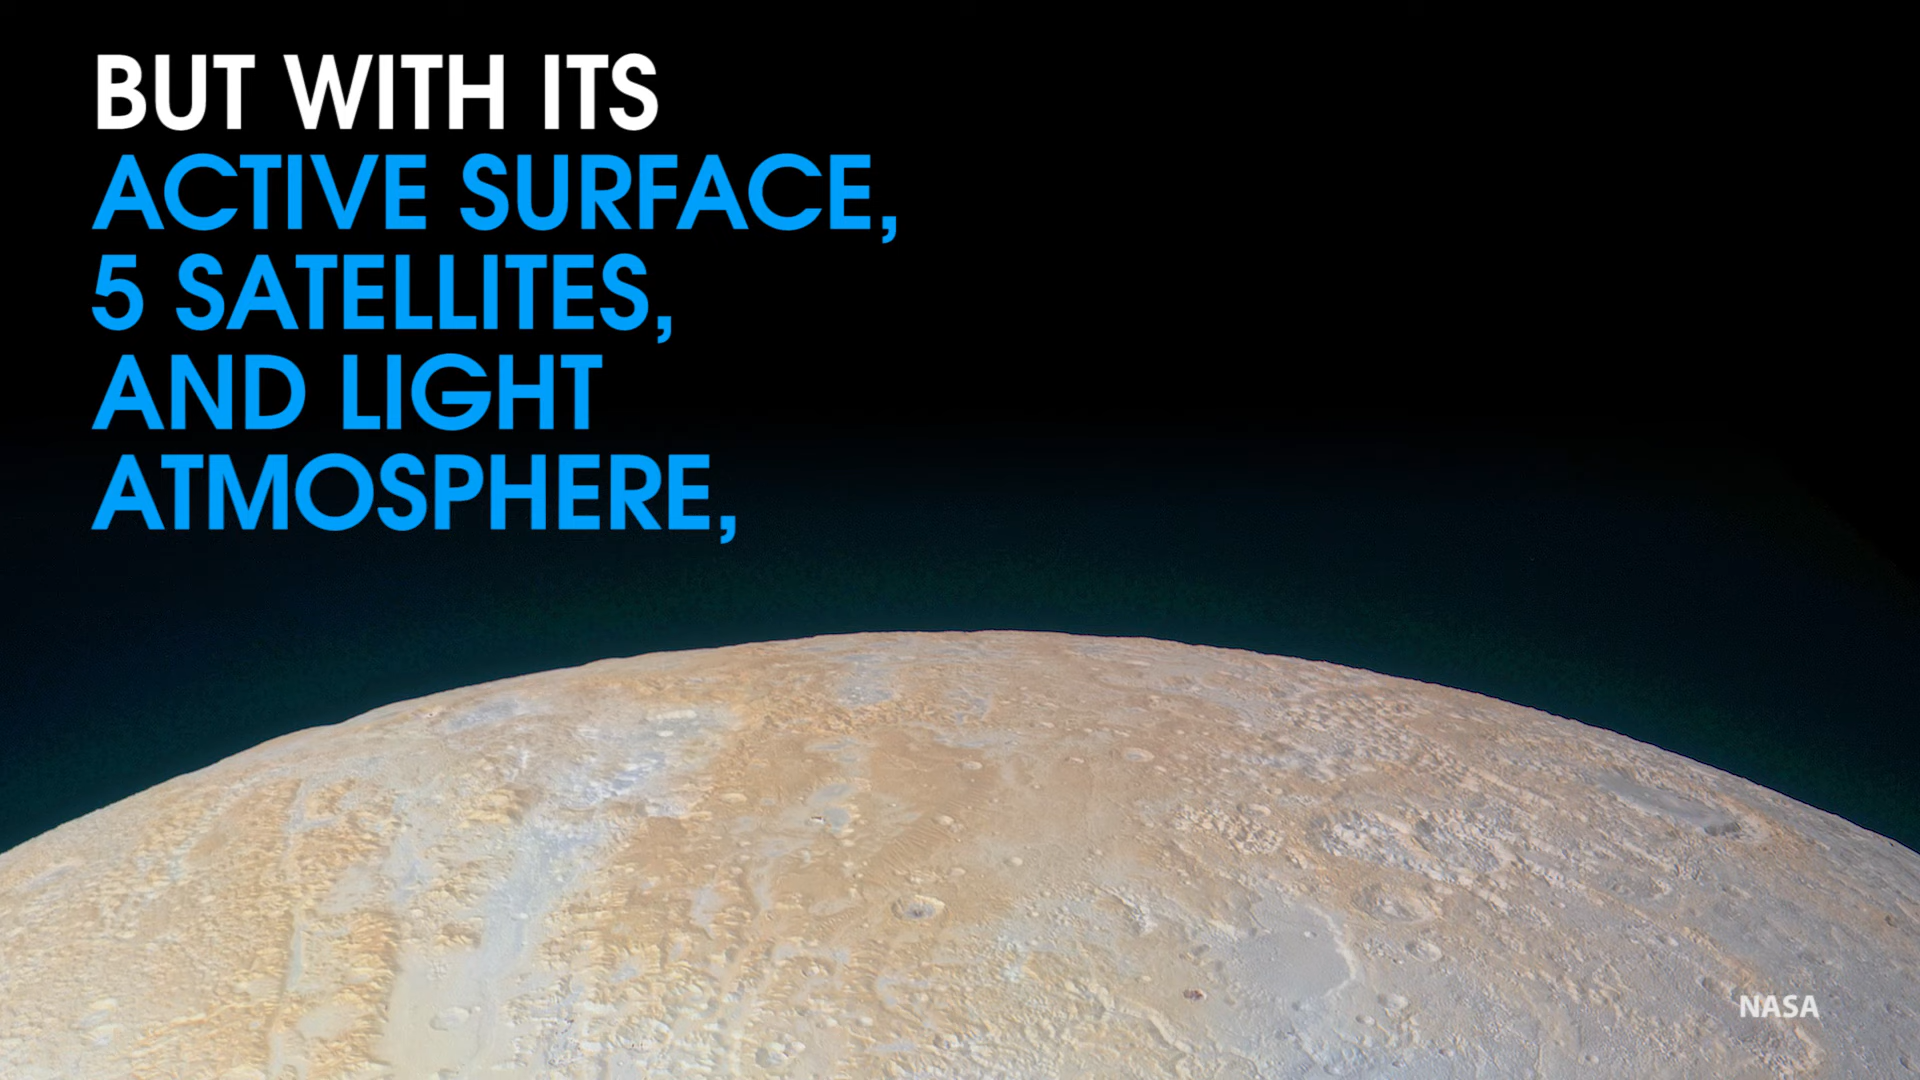 BUT WITH ITS
ACTIVE SURFACE,
5 SATELLITES,
AND LIGHT
ATMOSPHERE,
NASA